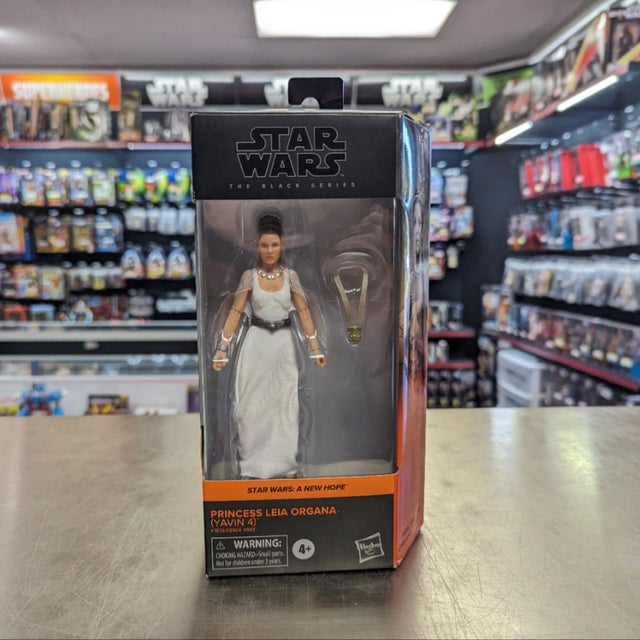 SUPERHEROES
STAR WARS
STAR WARS
STAR
WARS
THE BLACK SERIES
STAR WARS: A NEW HOPE
PRINCESS LEIA ORGANA
(YAVIN 4)
WARNING:
CHOKING HAZARD–Small parts.
Not for children under 3 years.
4+
Hasbro